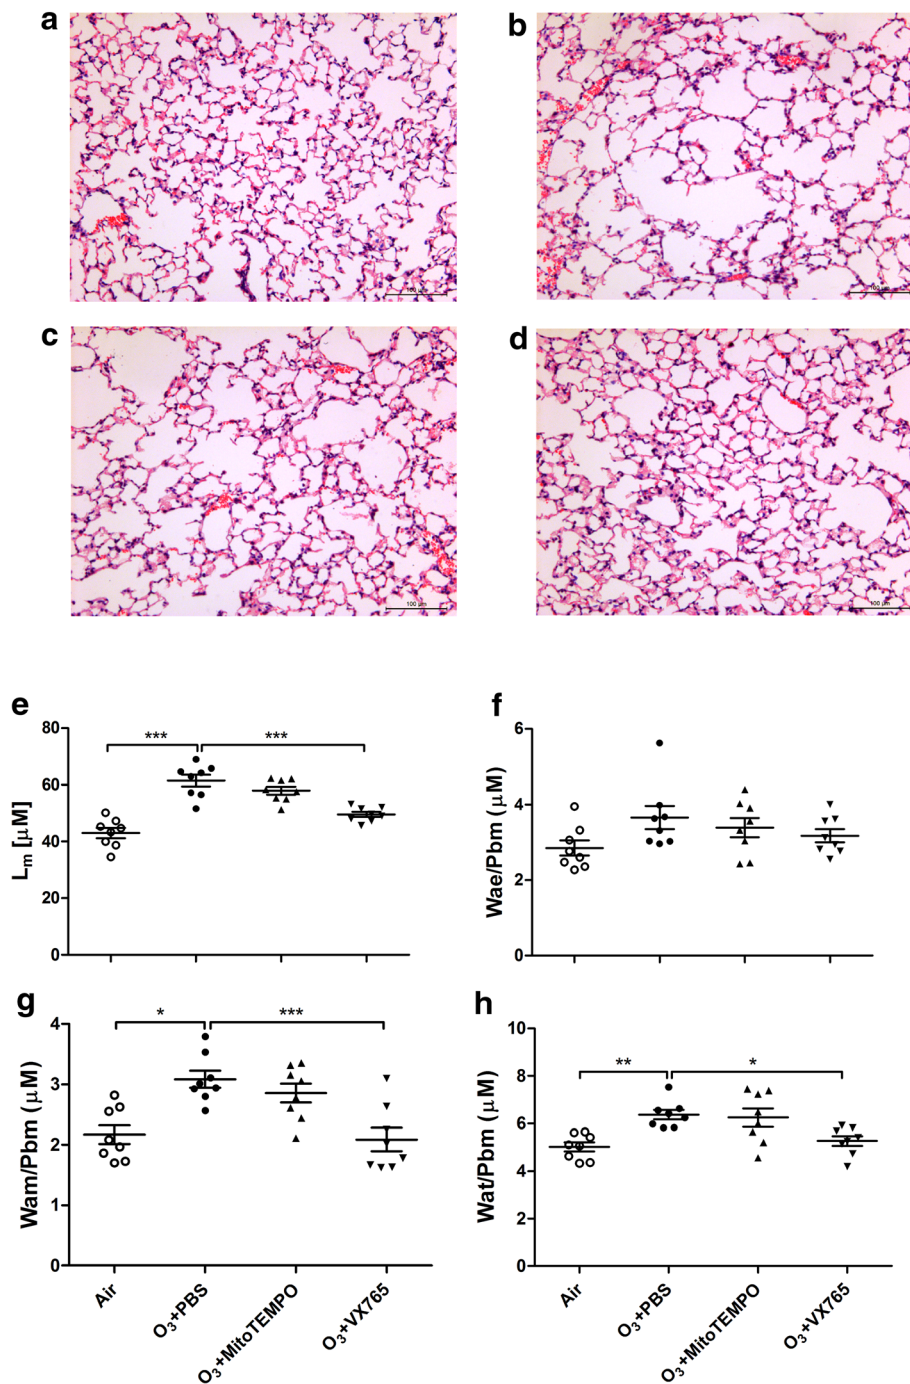 a
b
100 µm
100 µm
c
d
100 µm
100 µm
e
***
***
80
60
40
20
0
Lm [µM]
f
6
4
2
0
Wae/Pbm (µM)
g
*
***
4
3
2
1
0
Wam/Pbm (µM)
Air
O3+PBS
O3+MitoTEMPO
O3+VX765
h
**
*
10
8
6
4
2
0
Wat/Pbm (µM)
Air
O3+PBS
O3+MitoTEMPO
O3+VX765